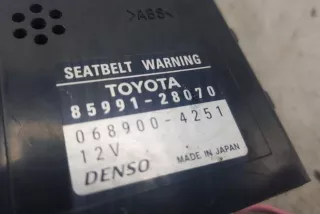 >ABS<
SEATBELT WARNING
TOYOTA
85991-28070
068900-4251
12V
DENSO MADE IN JAPAN